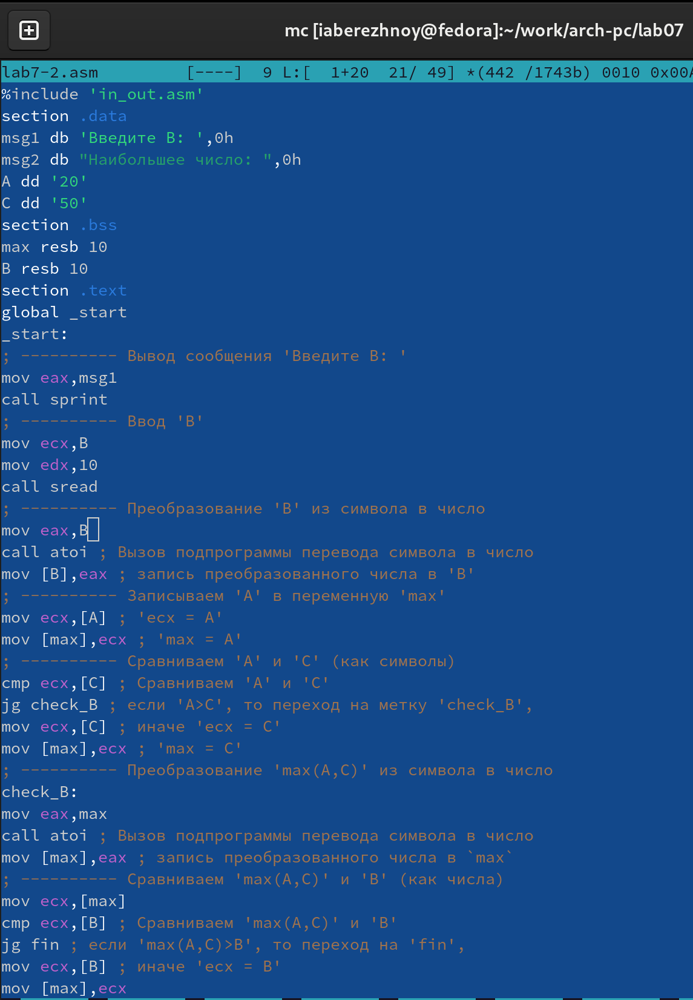 mc [iaberezhnoy@fedora]:~/work/arch-pc/lab07
lab7-2.asm [----] 9 L:[ 1+20 21/ 49] *(442 /1743b) 0010 0x00A
%include 'in_out.asm'
section .data
msg1 db 'Введите B: ',0h
msg2 db "Наибольшее число: ",0h
A dd '20'
C dd '50'
section .bss
max resb 10
B resb 10
section .text
global _start
_start:
; ---------- Вывод сообщения 'Введите B: '
mov eax,msg1
call sprint
; ---------- Ввод 'B'
mov ecx,B
mov edx,10
call sread
; ---------- Преобразование 'B' из символа в число
mov eax,B
call atoi ; Вызов подпрограммы перевода символа в число
mov [B],eax ; запись преобразованного числа в 'B'
; ---------- Записываем 'A' в переменную 'max'
mov ecx,[A] ; 'ecx = A'
mov [max],ecx ; 'max = A'
; ---------- Сравниваем 'A' и 'С' (как символы)
cmp ecx,[C] ; Сравниваем 'A' и 'С'
jg check_B ; если 'A>C', то переход на метку 'check_B',
mov ecx,[C] ; иначе 'ecx = C'
mov [max],ecx ; 'max = C'
; ---------- Преобразование 'max(A,C)' из символа в число
check_B:
mov eax,max
call atoi ; Вызов подпрограммы перевода символа в число
mov [max],eax ; запись преобразованного числа в `max`
; ---------- Сравниваем 'max(A,C)' и 'B' (как числа)
mov ecx,[max]
cmp ecx,[B] ; Сравниваем 'max(A,C)' и 'B'
jg fin ; если 'max(A,C)>B', то переход на 'fin',
mov ecx,[B] ; иначе 'ecx = B'
mov [max],ecx